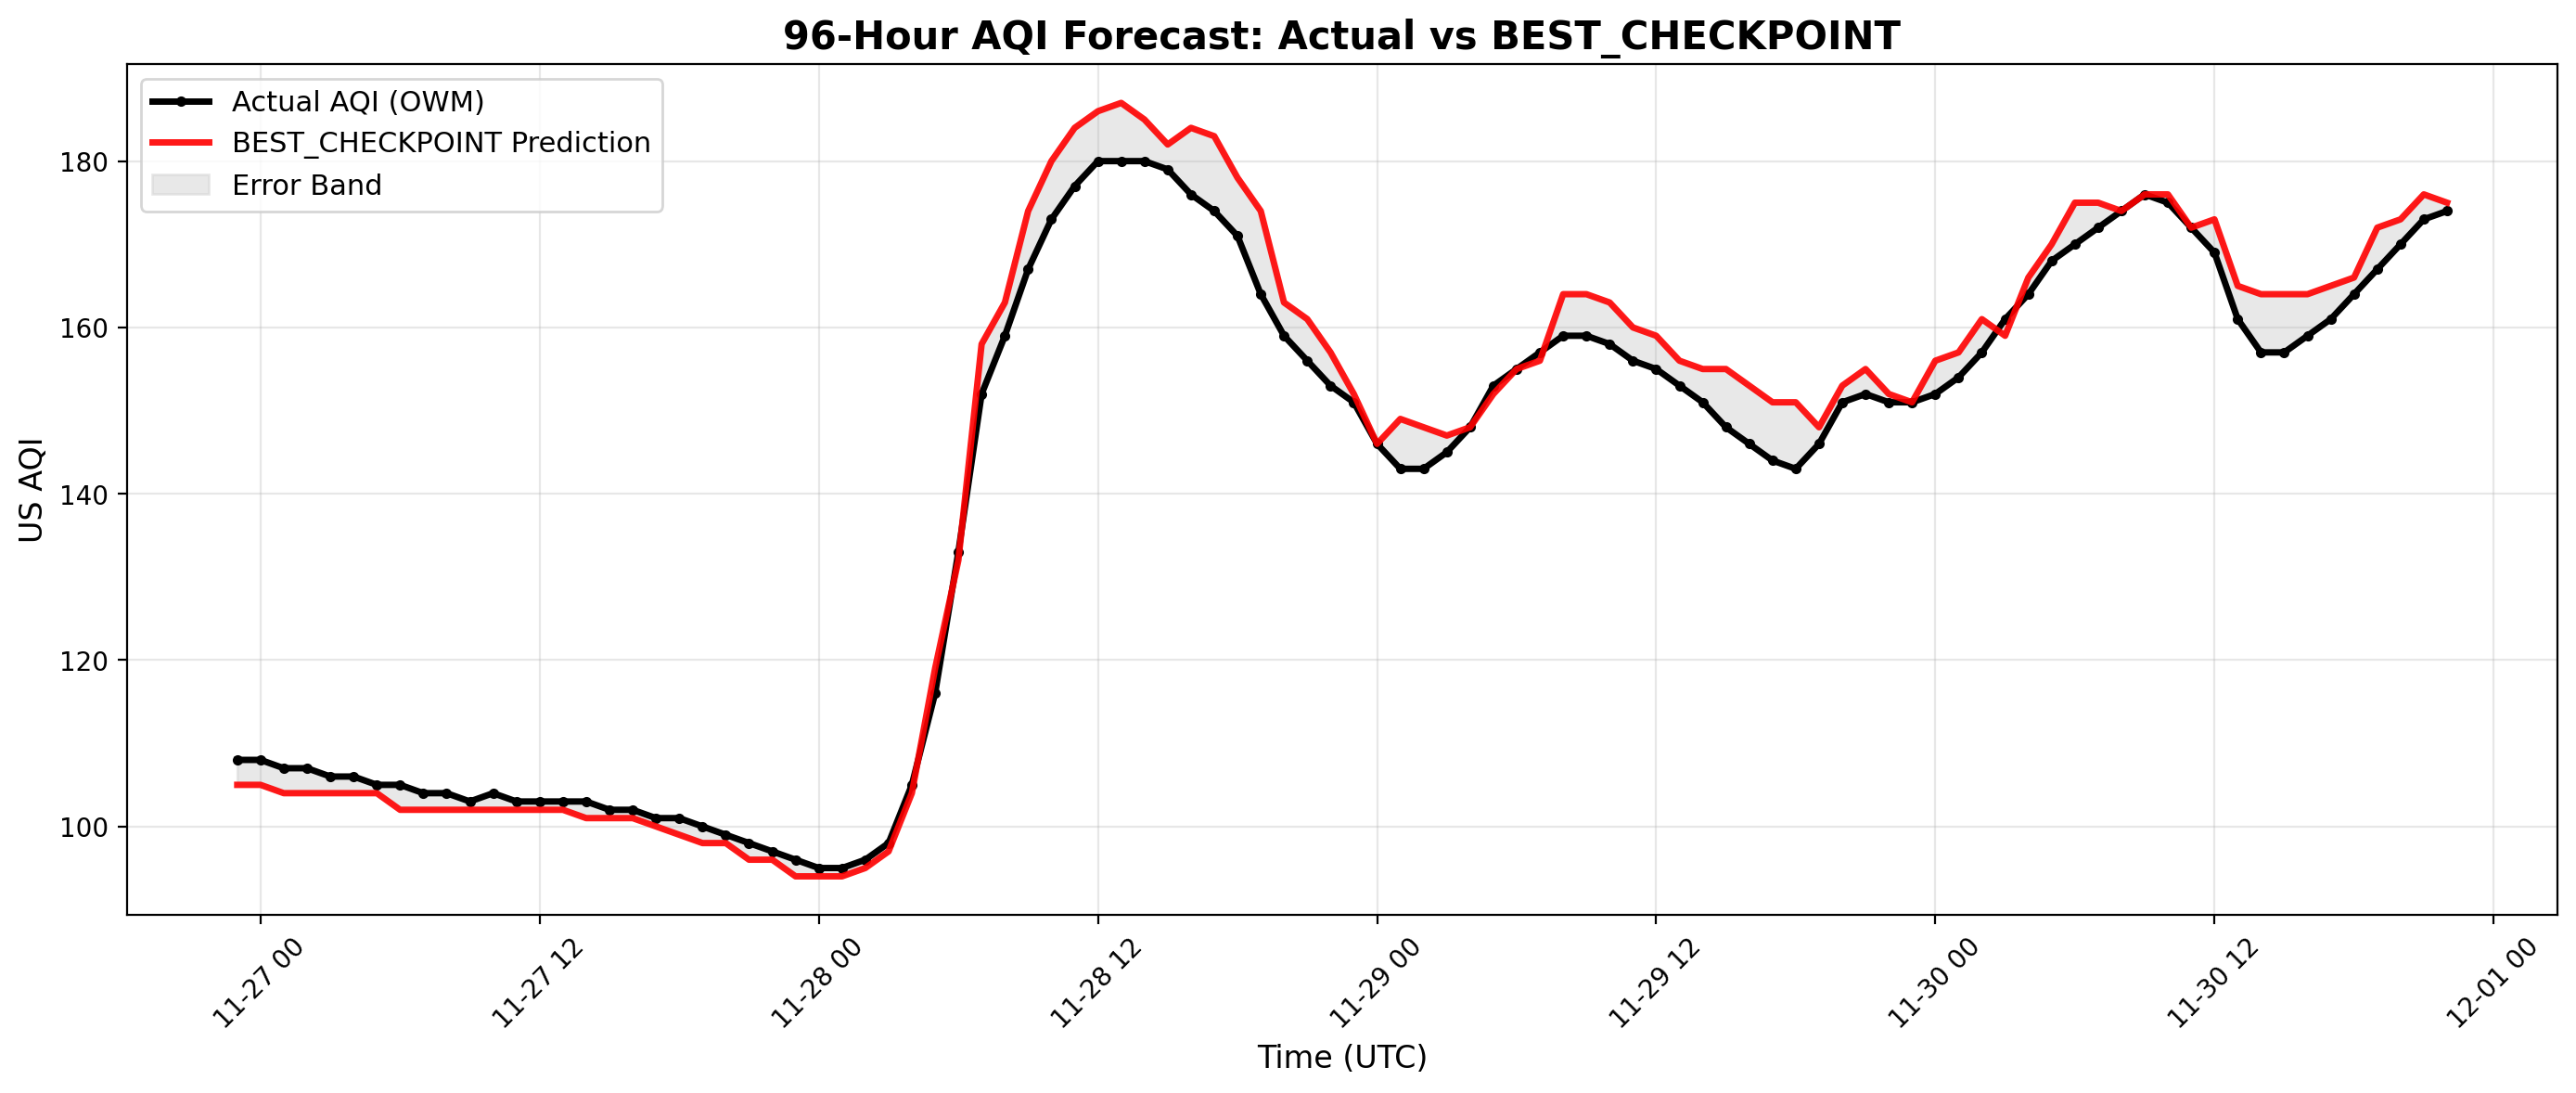 96-Hour AQI Forecast: Actual vs BEST_CHECKPOINT
Actual AQI (OWM)
BEST_CHECKPOINT Prediction
Error Band
US AQI
180
160
140
120
100
11-27 00
11-27 12
11-28 00
11-28 12
11-29 00
11-29 12
11-30 00
11-30 12
12-01 00
Time (UTC)